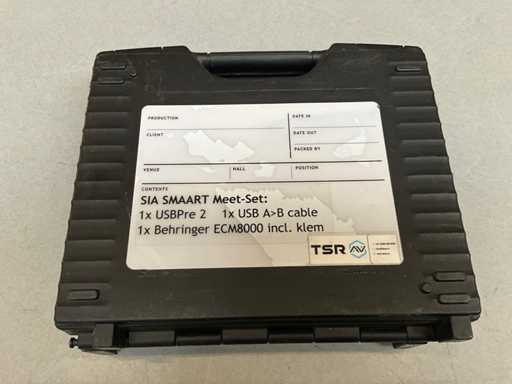 PRODUCTION
DATE IN
CLIENT
DATE OUT
PACKED BY
VENUE
HALL
POSITION
CONTENTS
SIA SMAART Meet-Set:
1x USBPre 2 1x USB A>B cable
1x Behringer ECM8000 incl. klem
TSR AV